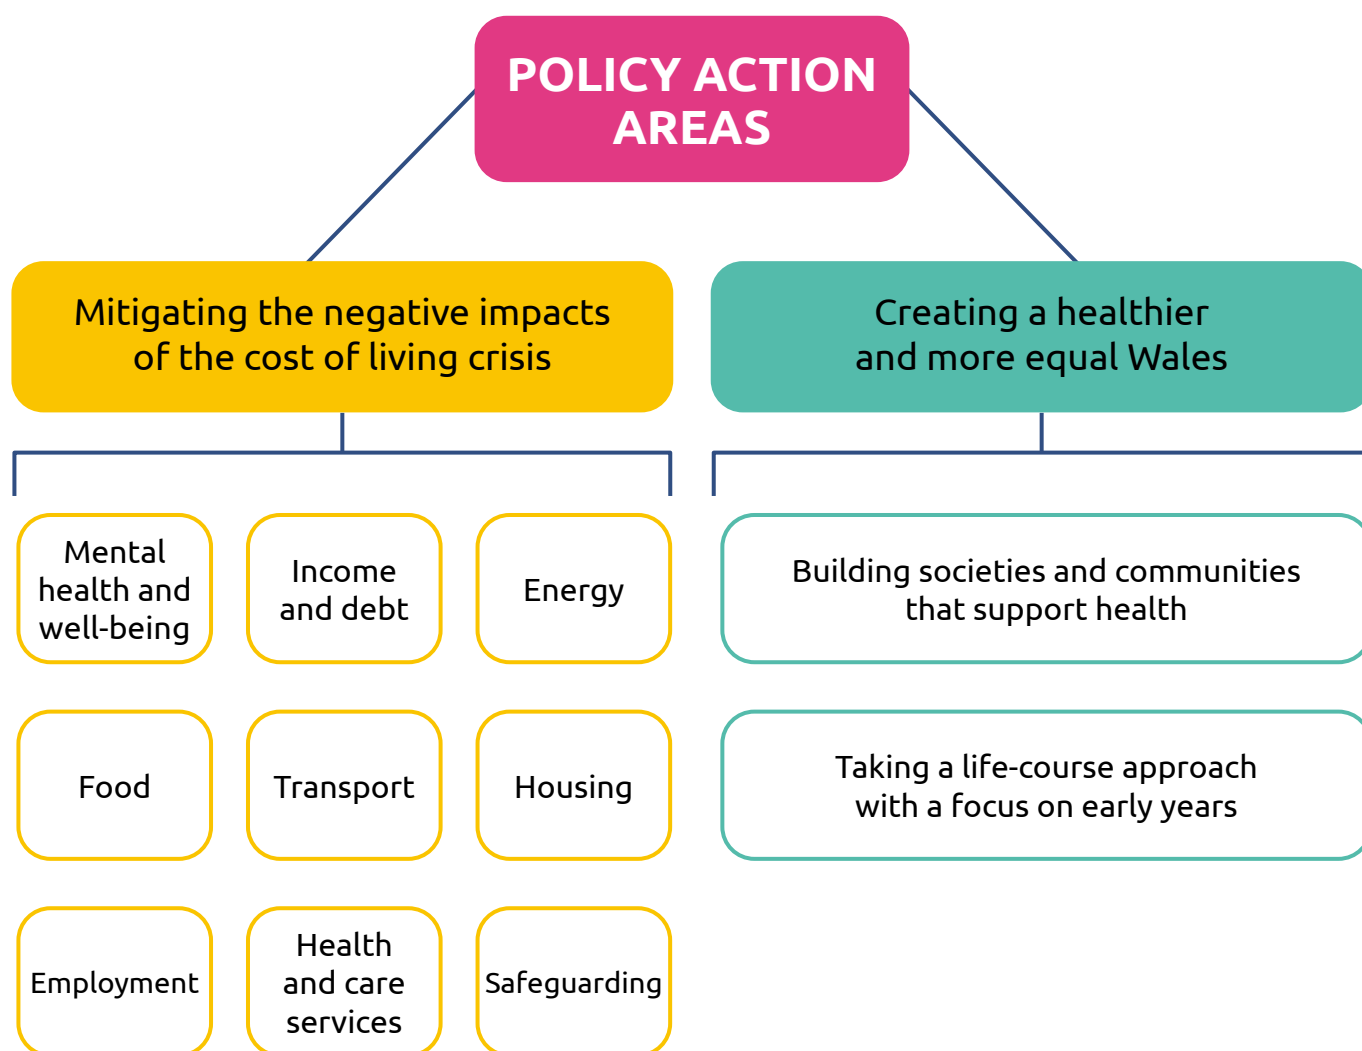 POLICY ACTION
AREAS
Mitigating the negative impacts
of the cost of living crisis
Creating a healthier
and more equal Wales
Mental
health and
well-being
Income
and debt
Energy
Building societies and communities
that support health
Food
Transport
Housing
Taking a life-course approach
with a focus on early years
Employment
Health
and care
services
Safeguarding